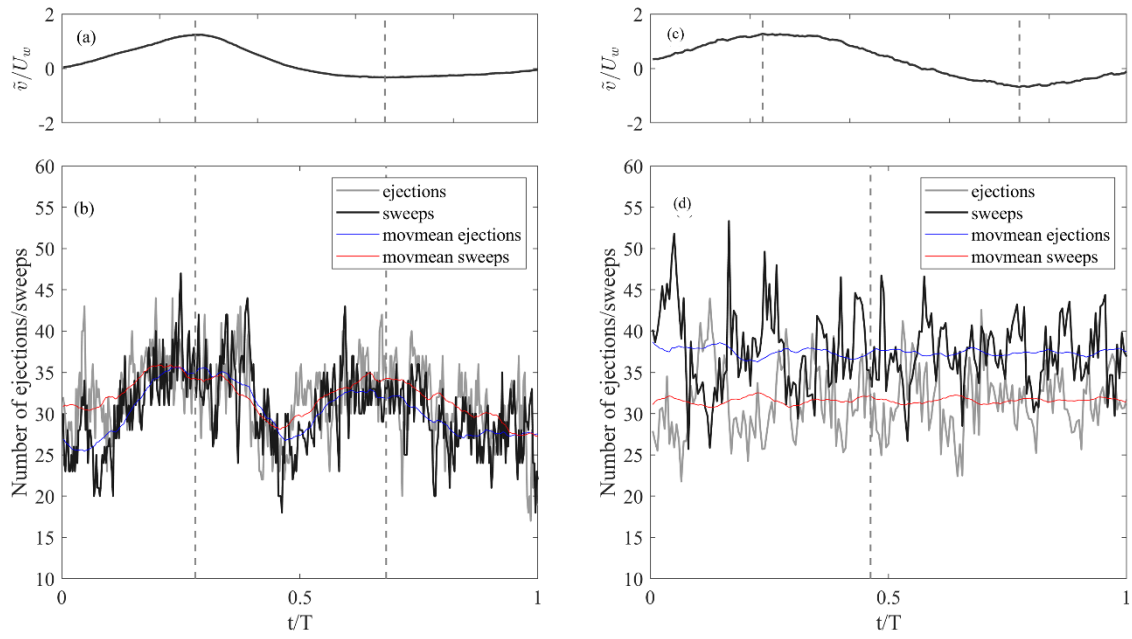 (a)
ṽ/U_w
2
0
-2
(c)
ṽ/U_w
2
0
-2
(b)
Number of ejections/sweeps
60
55
50
45
40
35
30
25
20
15
10
ejections
sweeps
movmean ejections
movmean sweeps
0
0.5
1
t/T
(d)
Number of ejections/sweeps
60
55
50
45
40
35
30
25
20
15
10
ejections
sweeps
movmean ejections
movmean sweeps
0
0.5
1
t/T